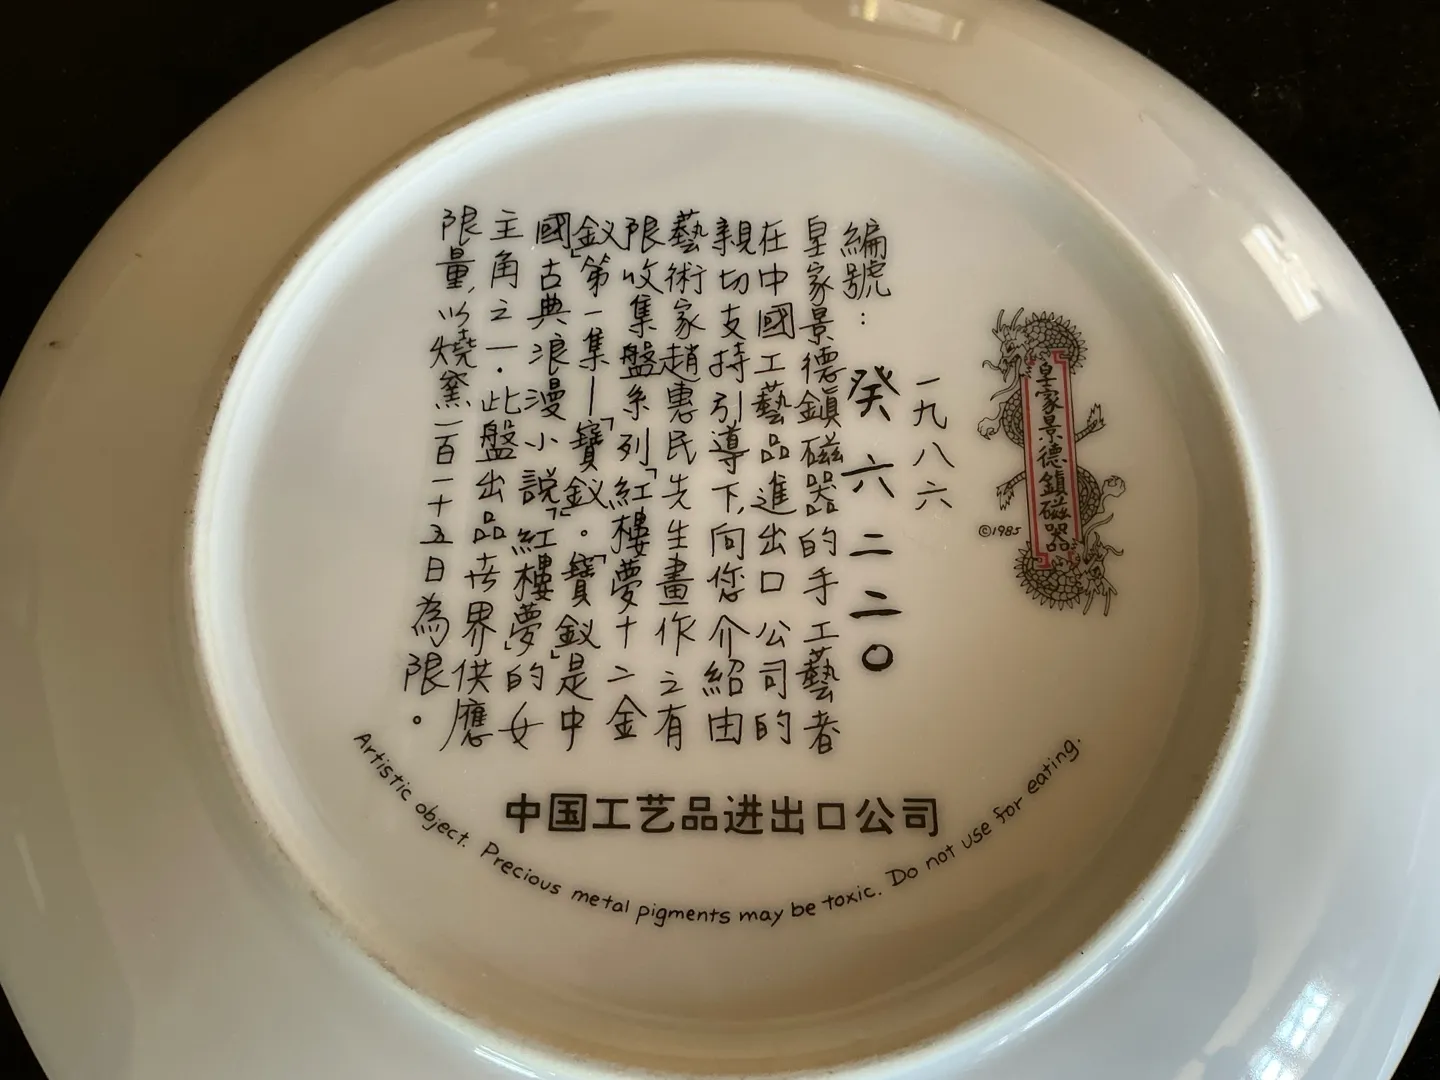 皇家景德鎮磁器
©1985
一九八六
編號：癸六二二〇
皇家景德鎮磁器的手工藝者
在中國工藝品進出口公司的
親切支持引導下，向您介紹由
藝術家趙惠民先生畫作之有
限收集盤系列「紅樓夢十二金
釵」第一集—「寶釵」。「寶釵」是中
國古典浪漫小說「紅樓夢」的女
主角之一．此盤出品世界供應
限量，以燒窯一百一十五日為限。
中国工艺品进出口公司
Artistic object. Precious metal pigments may be toxic. Do not use for eating.